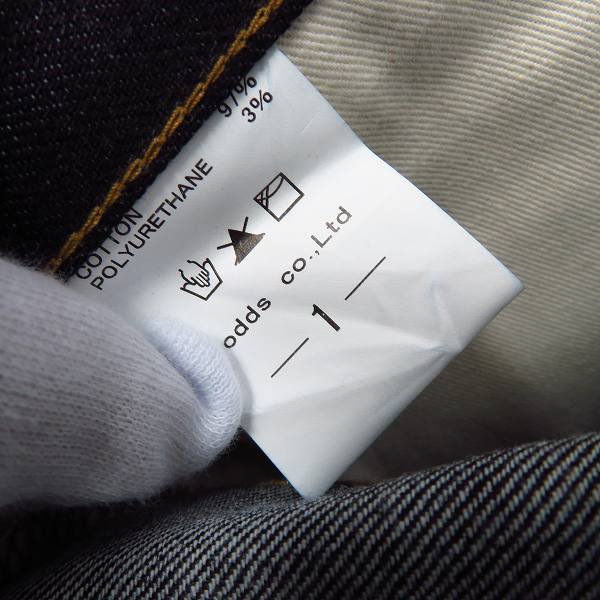 COTTON 97%
POLYURETHANE 3%
odds co.,Ltd
— 1 —